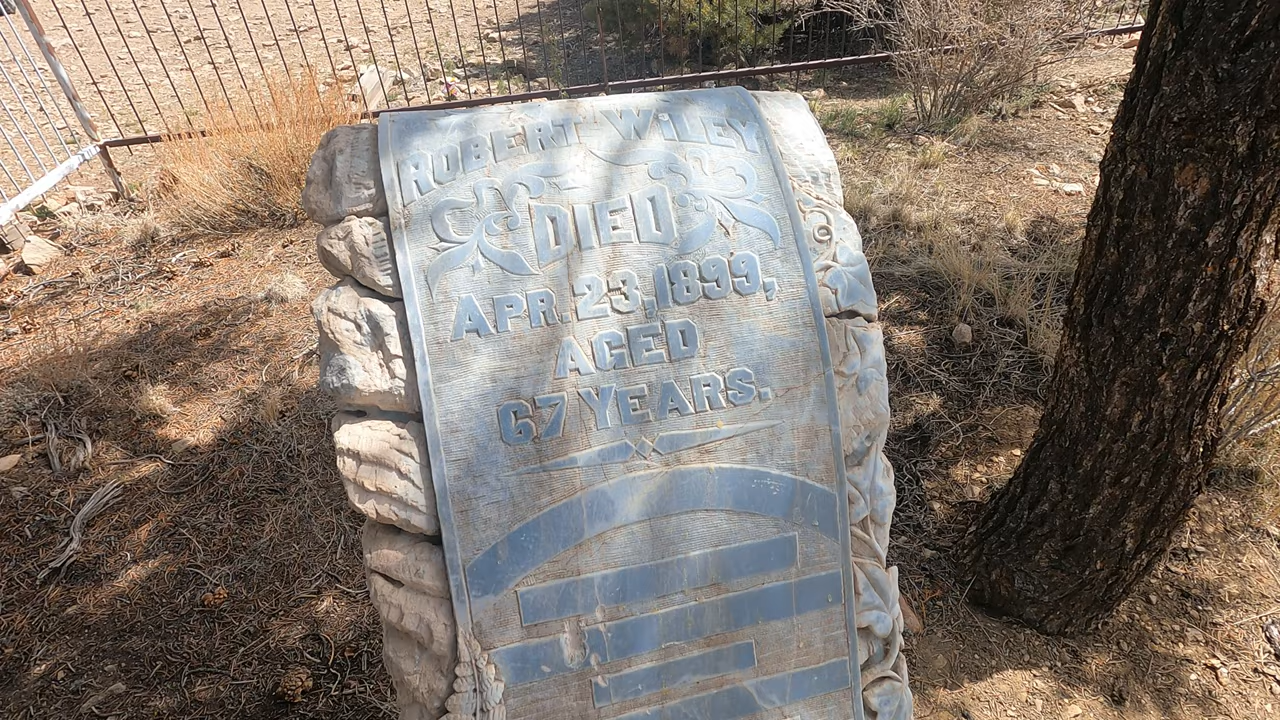 ROBERT WiLEY
DIED
APR. 23, 1899,
AGED
67 YEARS.